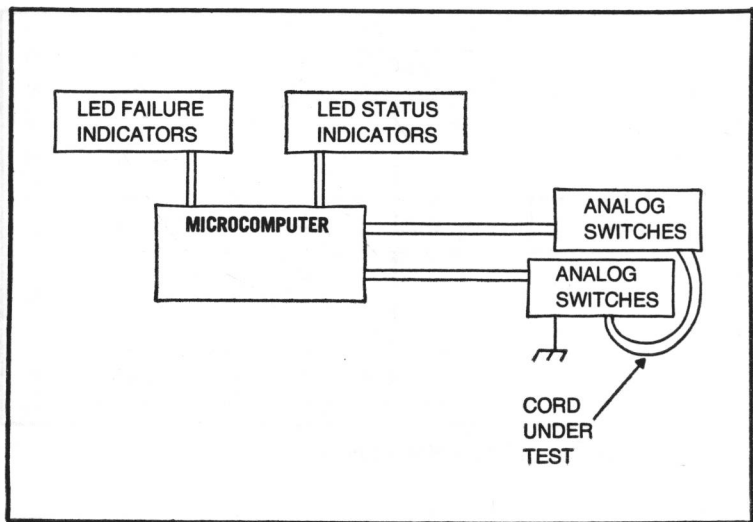 LED FAILURE
INDICATORS
LED STATUS
INDICATORS
MICROCOMPUTER
ANALOG
SWITCHES
ANALOG
SWITCHES
CORD
UNDER
TEST